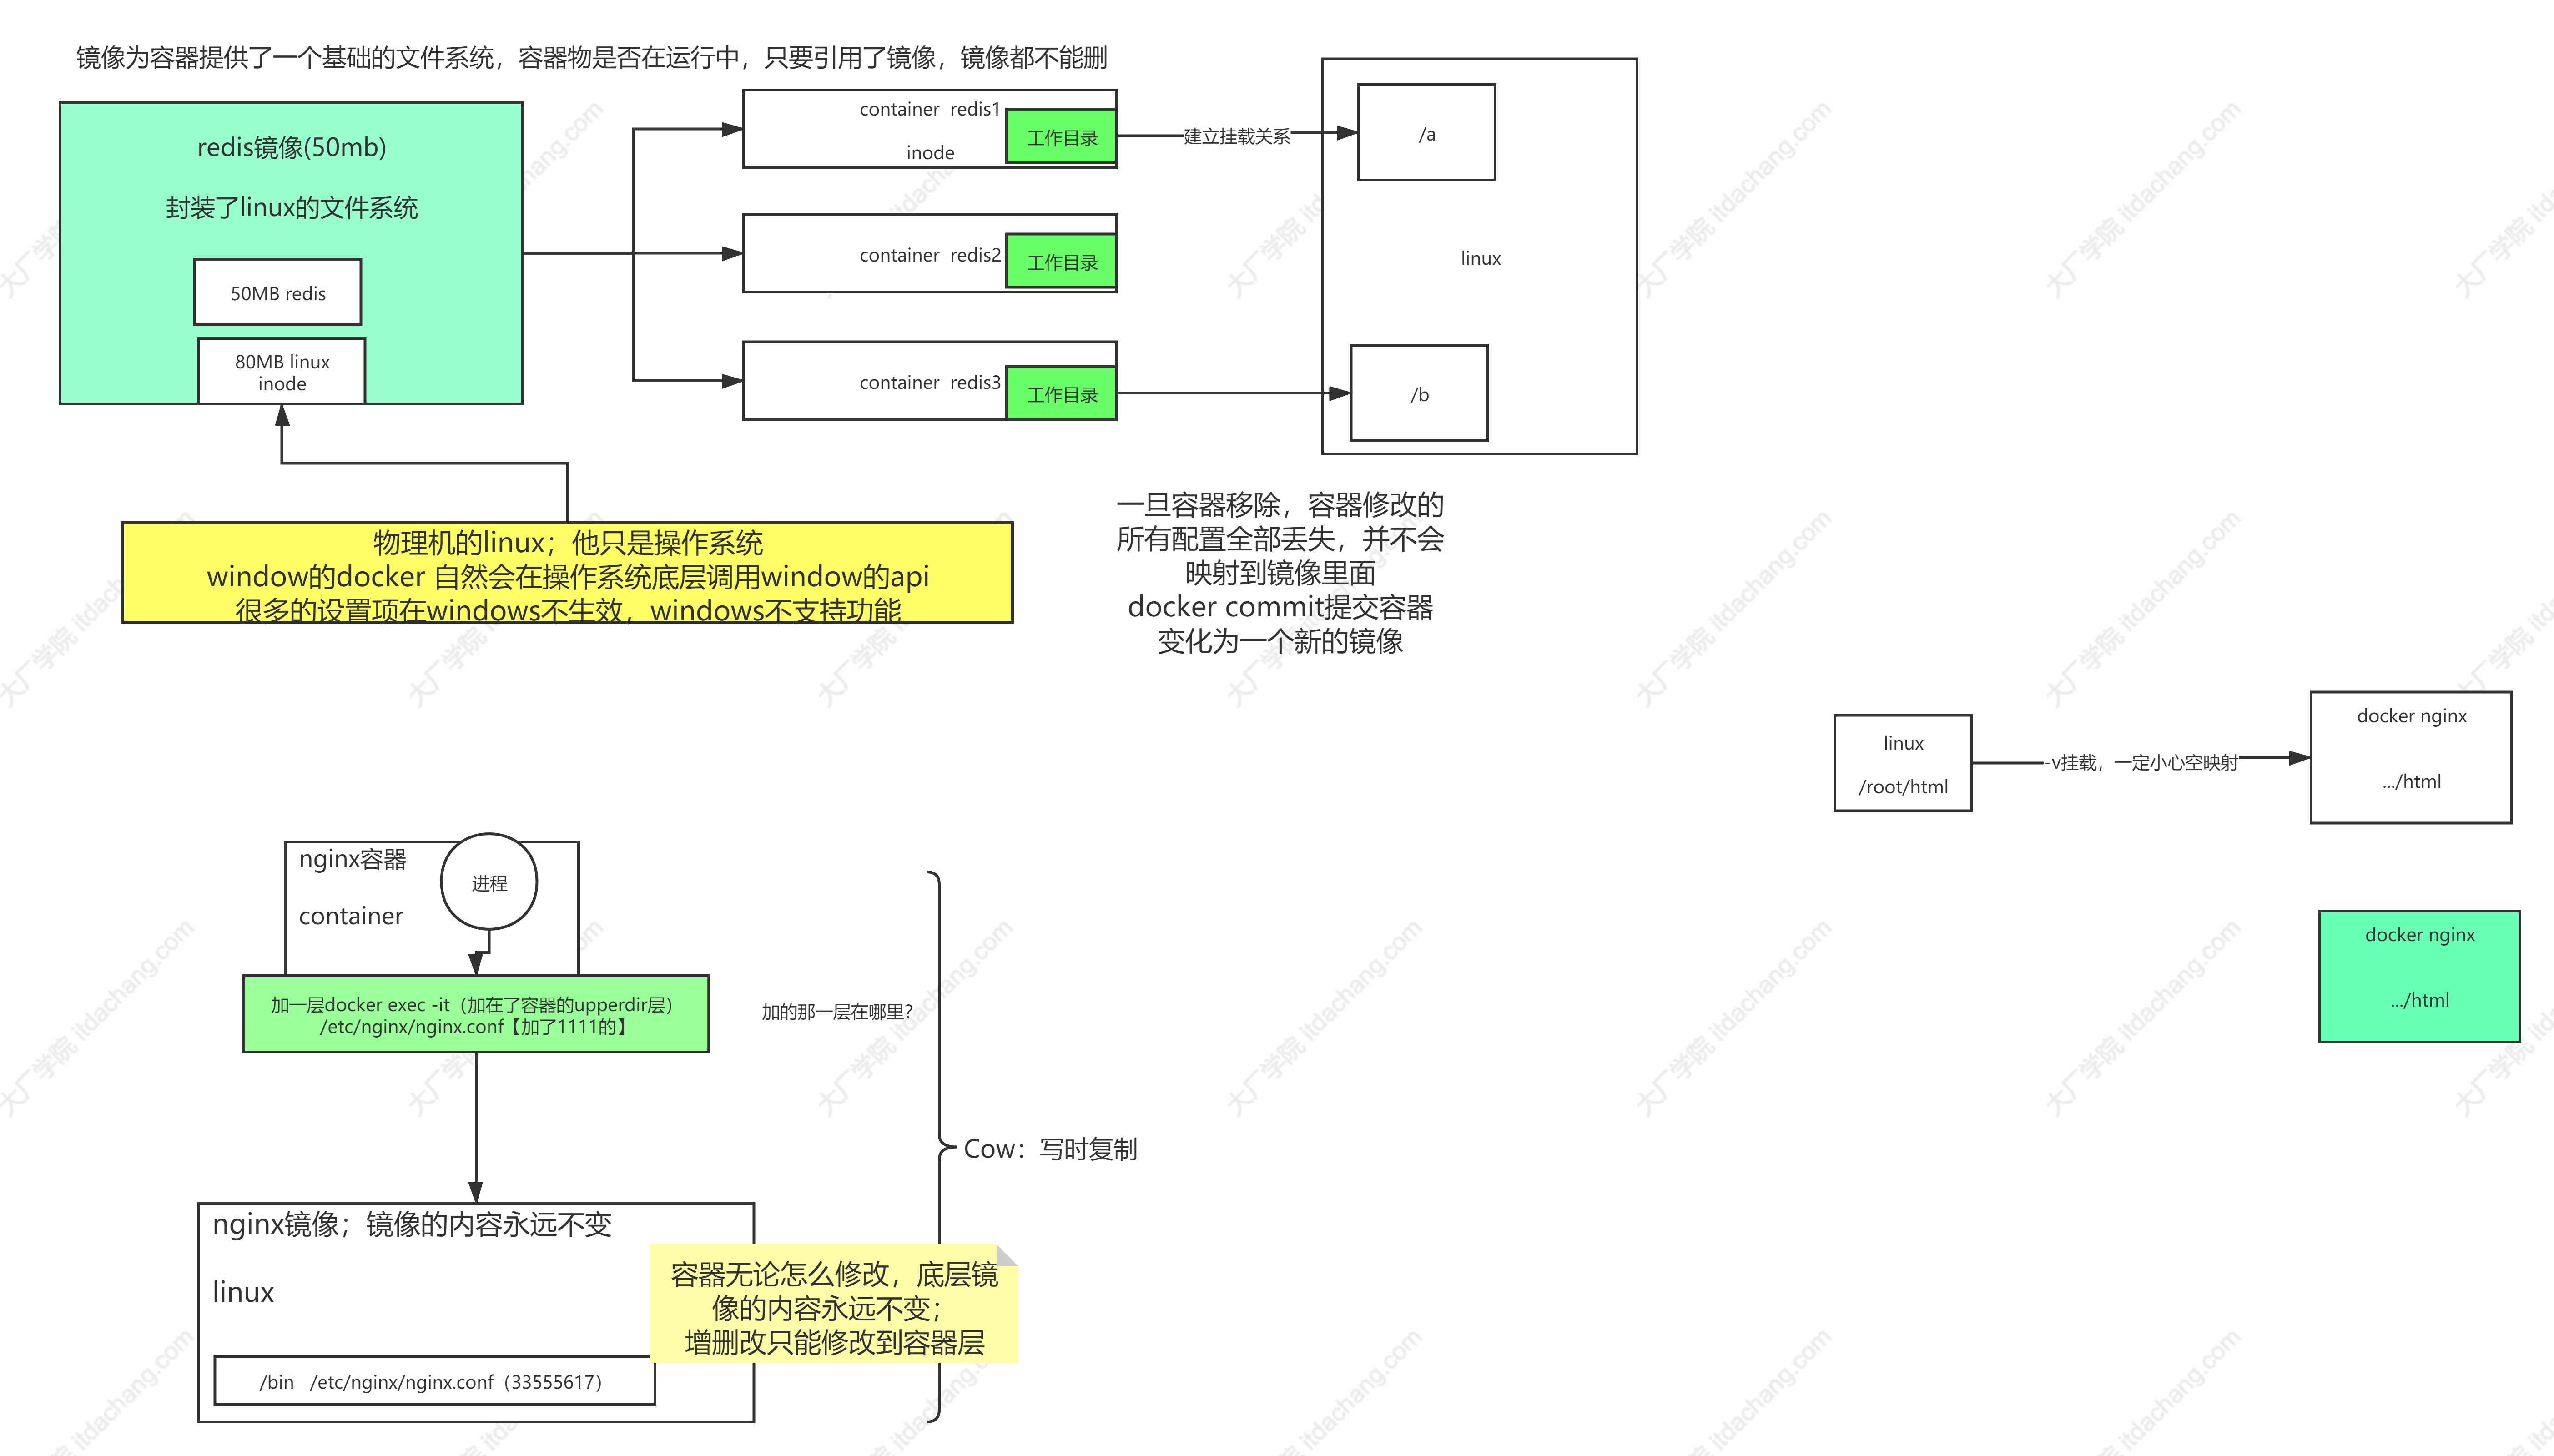 镜像为容器提供了一个基础的文件系统，容器物是否在运行中，只要引用了镜像，镜像都不能删
redis镜像(50mb)
封装了linux的文件系统
50MB redis
80MB linux
inode
container  redis1
inode
工作目录
container  redis2
工作目录
container  redis3
工作目录
建立挂载关系
/a
linux
/b
物理机的linux；他只是操作系统
window的docker 自然会在操作系统底层调用window的api
很多的设置项在windows不生效，windows不支持功能
一旦容器移除，容器修改的
所有配置全部丢失，并不会
映射到镜像里面
docker commit提交容器
变化为一个新的镜像
linux
/root/html
-v挂载，一定小心空映射
docker nginx
.../html
docker nginx
.../html
nginx容器
container
进程
加一层docker exec -it（加在了容器的upperdir层）
/etc/nginx/nginx.conf【加了1111的】
加的那一层在哪里？
Cow：写时复制
nginx镜像；镜像的内容永远不变
linux
/bin   /etc/nginx/nginx.conf（33555617）
容器无论怎么修改，底层镜
像的内容永远不变；
增删改只能修改到容器层
大厂学院 itdachang.com